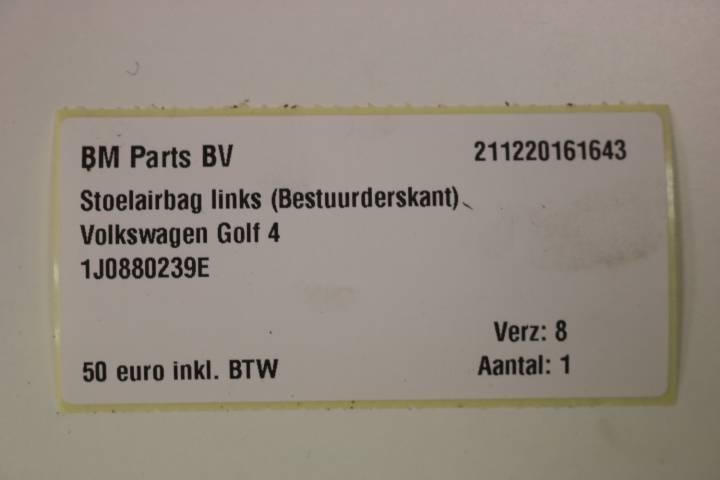 BM Parts BV 211220161643
Stoelairbag links (Bestuurderskant)
Volkswagen Golf 4
1J0880239E
Verz: 8
50 euro inkl. BTW Aantal: 1